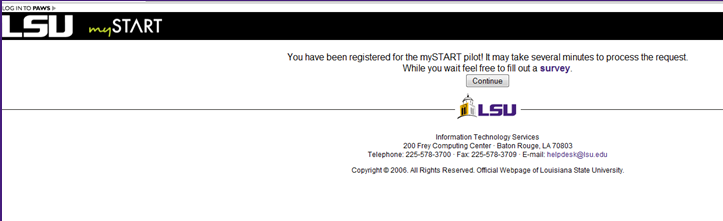 LOG IN TO PAWS
LSU mySTART
You have been registered for the mySTART pilot! It may take several minutes to process the request.
While you wait feel free to fill out a survey.
Continue
LSU
Information Technology Services
200 Frey Computing Center · Baton Rouge, LA 70803
Telephone: 225-578-3700 · Fax: 225-578-3709 · E-mail: helpdesk@lsu.edu
Copyright © 2006. All Rights Reserved. Official Webpage of Louisiana State University.